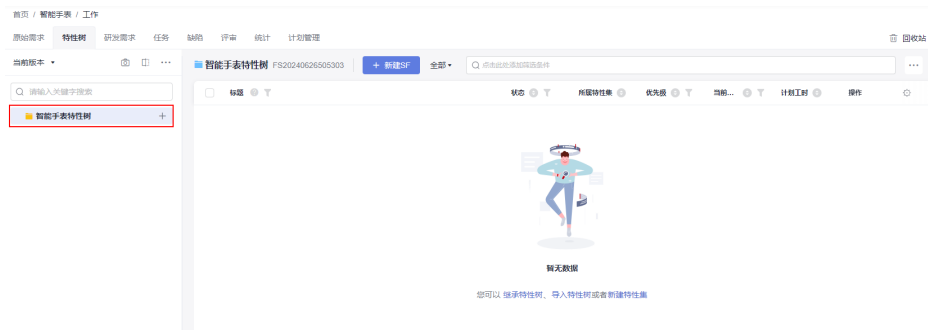 首页 / 智能手表 / 工作
原始需求 特性树 研发需求 任务 缺陷 评审 统计 计划管理 回收站
当前版本
智能手表特性树 FS20240626505303 + 新建SF 全部 点击此处添加筛选条件
请输入关键字搜索
标题 状态 所属特性集 优先级 当前... 计划工时 操作
智能手表特性树 +
暂无数据
您可以 继承特性树、导入特性树或者新建特性集